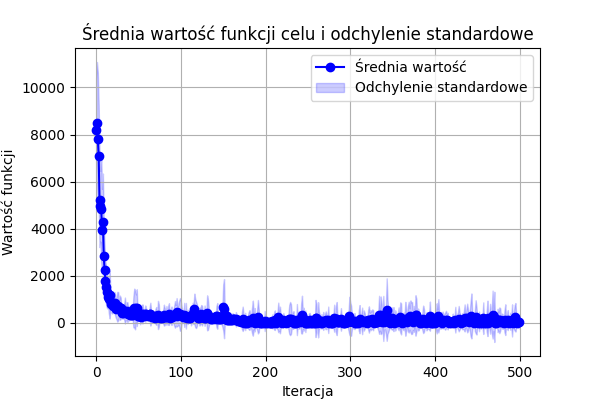 Średnia wartość funkcji celu i odchylenie standardowe
Średnia wartość
Odchylenie standardowe
Wartość funkcji
10000
8000
6000
4000
2000
0
0 100 200 300 400 500
Iteracja